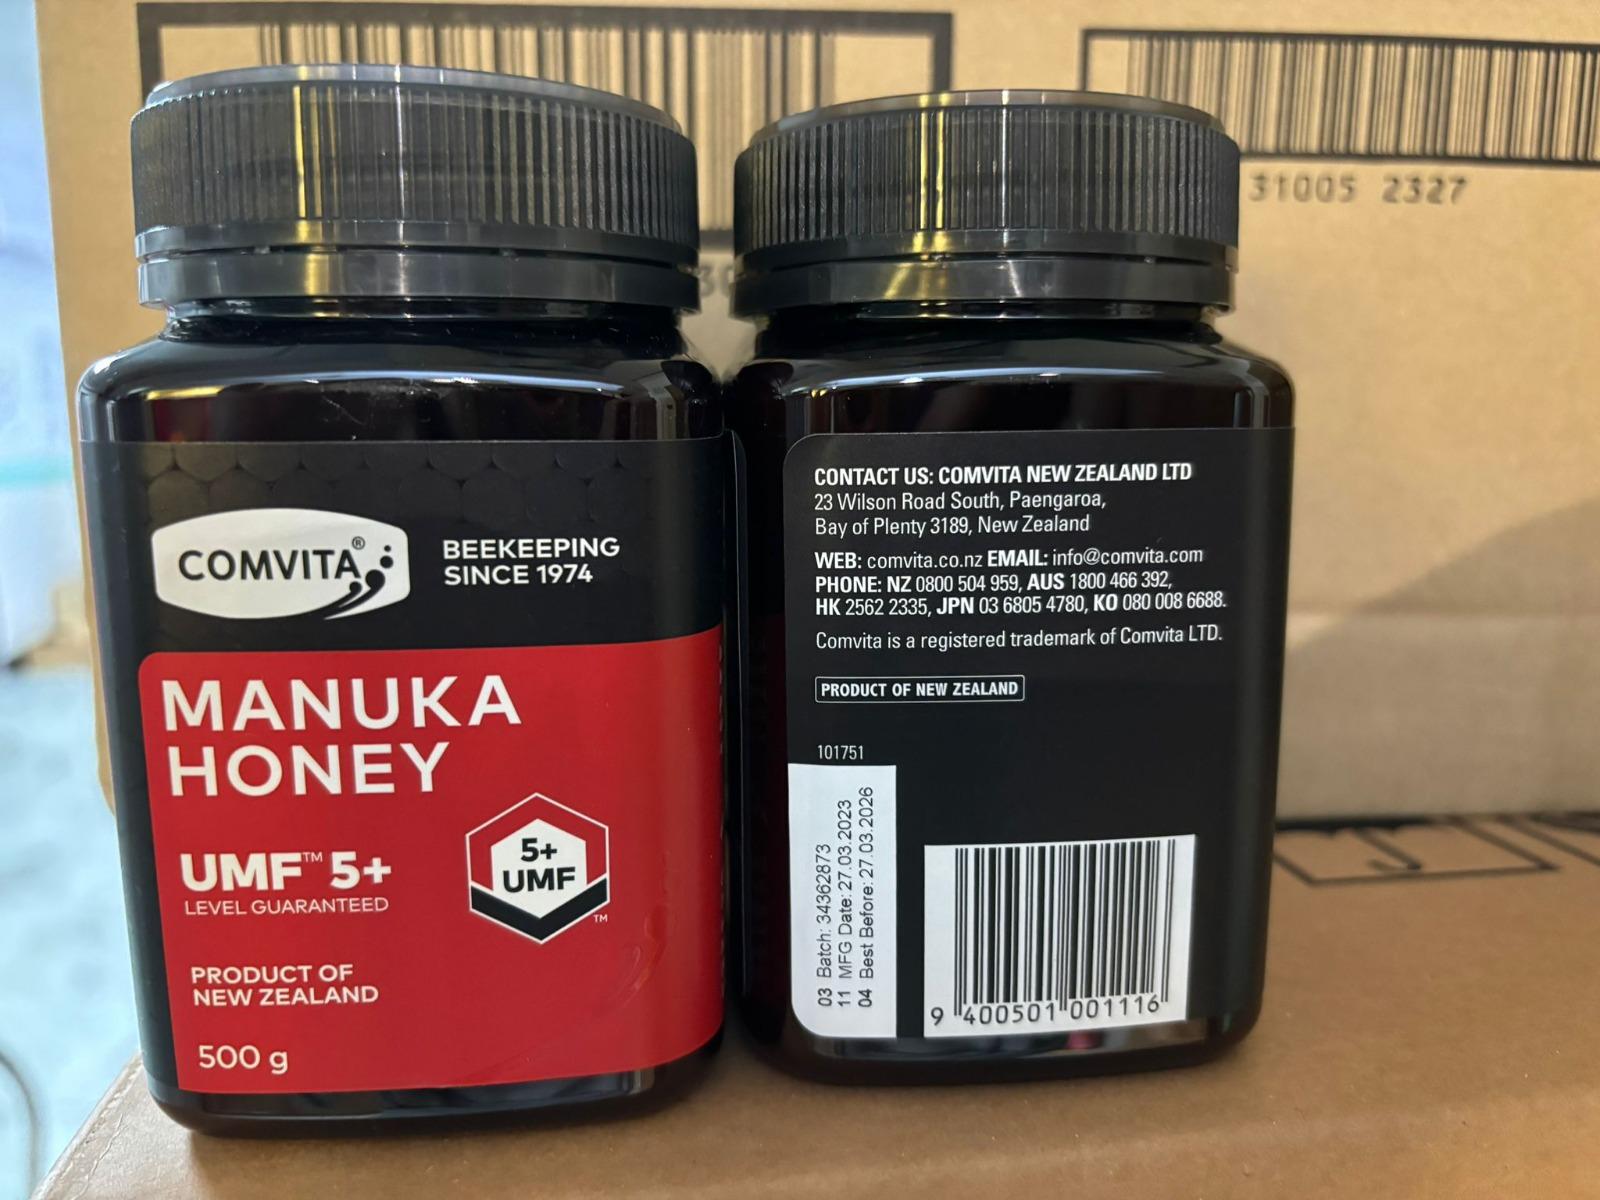 31005 2327
COMVITA®
BEEKEEPING
SINCE 1974
MANUKA
HONEY
UMF™ 5+
LEVEL GUARANTEED
5+
UMF
TM
PRODUCT OF
NEW ZEALAND
500 g
CONTACT US: COMVITA NEW ZEALAND LTD
23 Wilson Road South, Paengaroa,
Bay of Plenty 3189, New Zealand
WEB: comvita.co.nz EMAIL: info@comvita.com
PHONE: NZ 0800 504 959, AUS 1800 466 392,
HK 2562 2335, JPN 03 6805 4780, KO 080 008 6688.
Comvita is a registered trademark of Comvita LTD.
PRODUCT OF NEW ZEALAND
101751
03 Batch: 34362873
11 MFG Date: 27.03.2023
04 Best Before: 27.03.2026
9 400501 001116